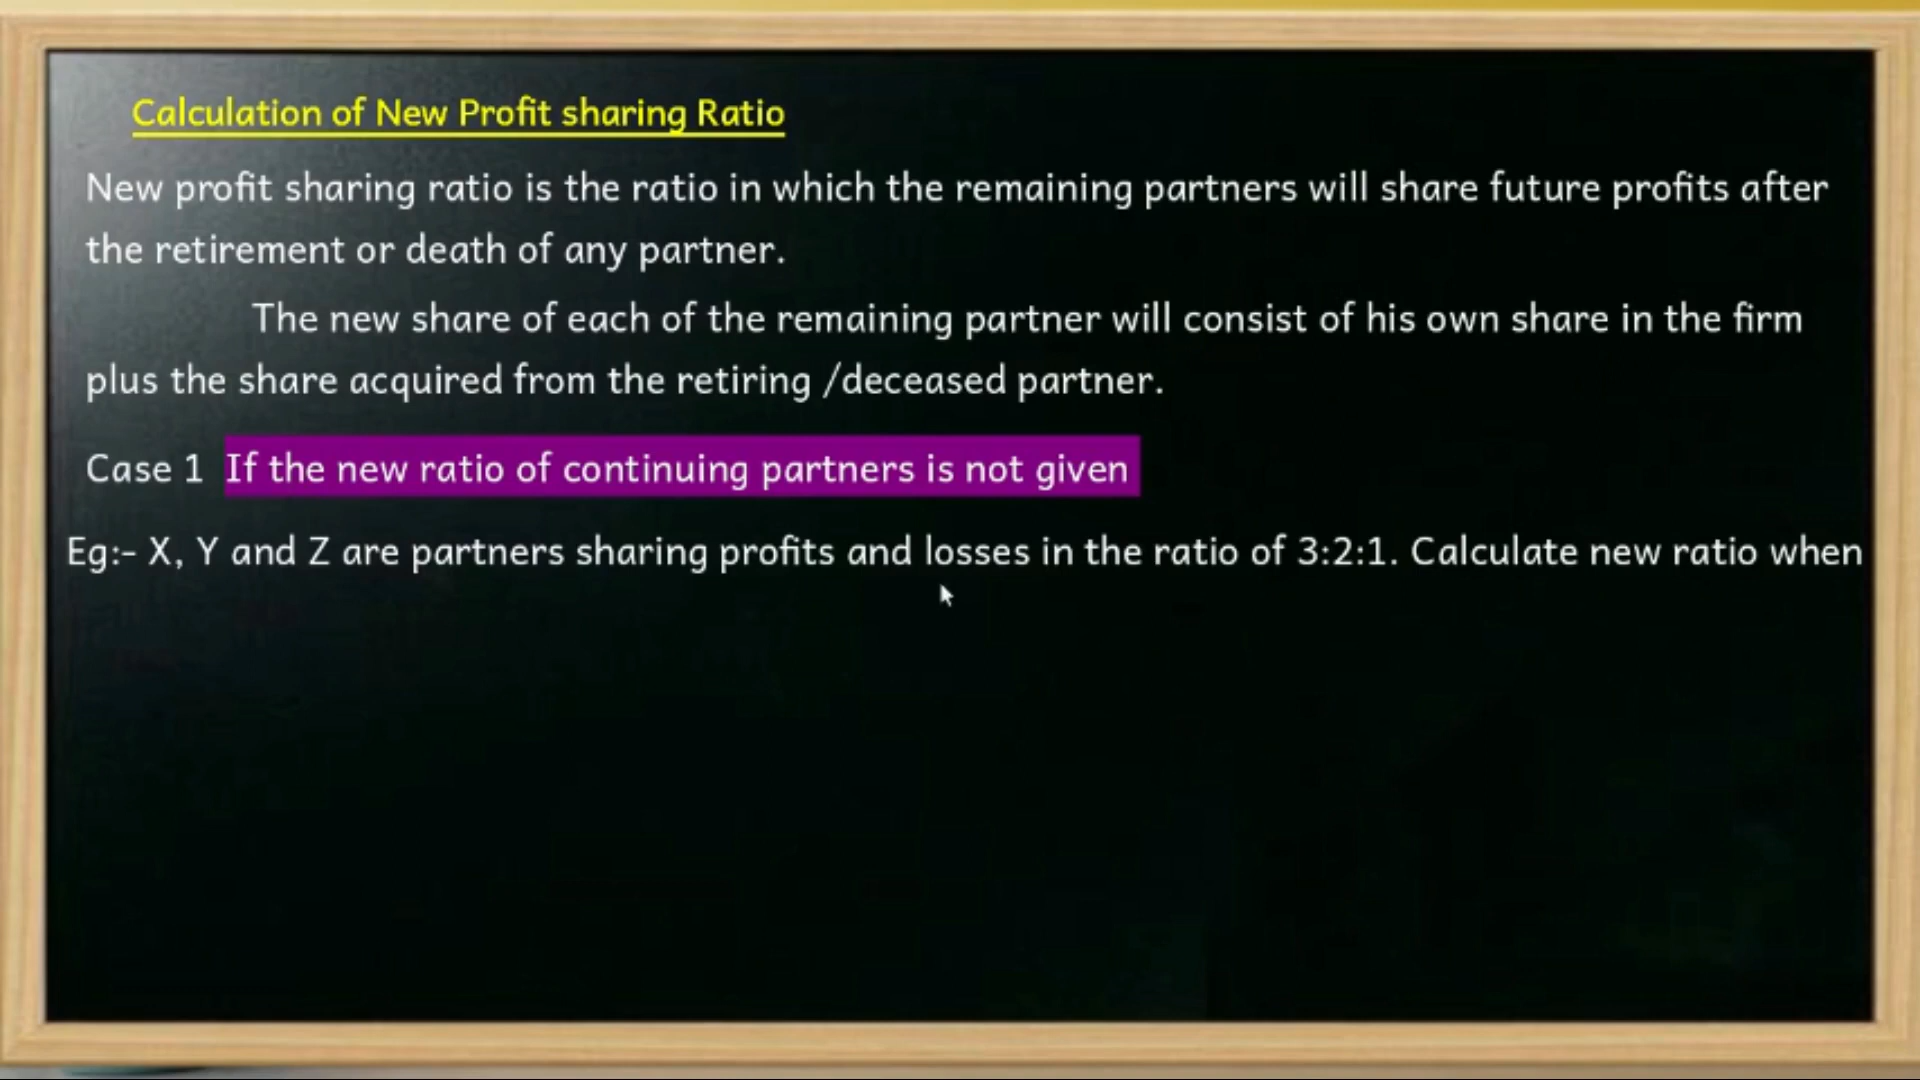 Calculation of New Profit sharing Ratio
New profit sharing ratio is the ratio in which the remaining partners will share future profits after
the retirement or death of any partner.
The new share of each of the remaining partner will consist of his own share in the firm
plus the share acquired from the retiring /deceased partner.
Case 1 If the new ratio of continuing partners is not given
Eg:- X, Y and Z are partners sharing profits and losses in the ratio of 3:2:1. Calculate new ratio when